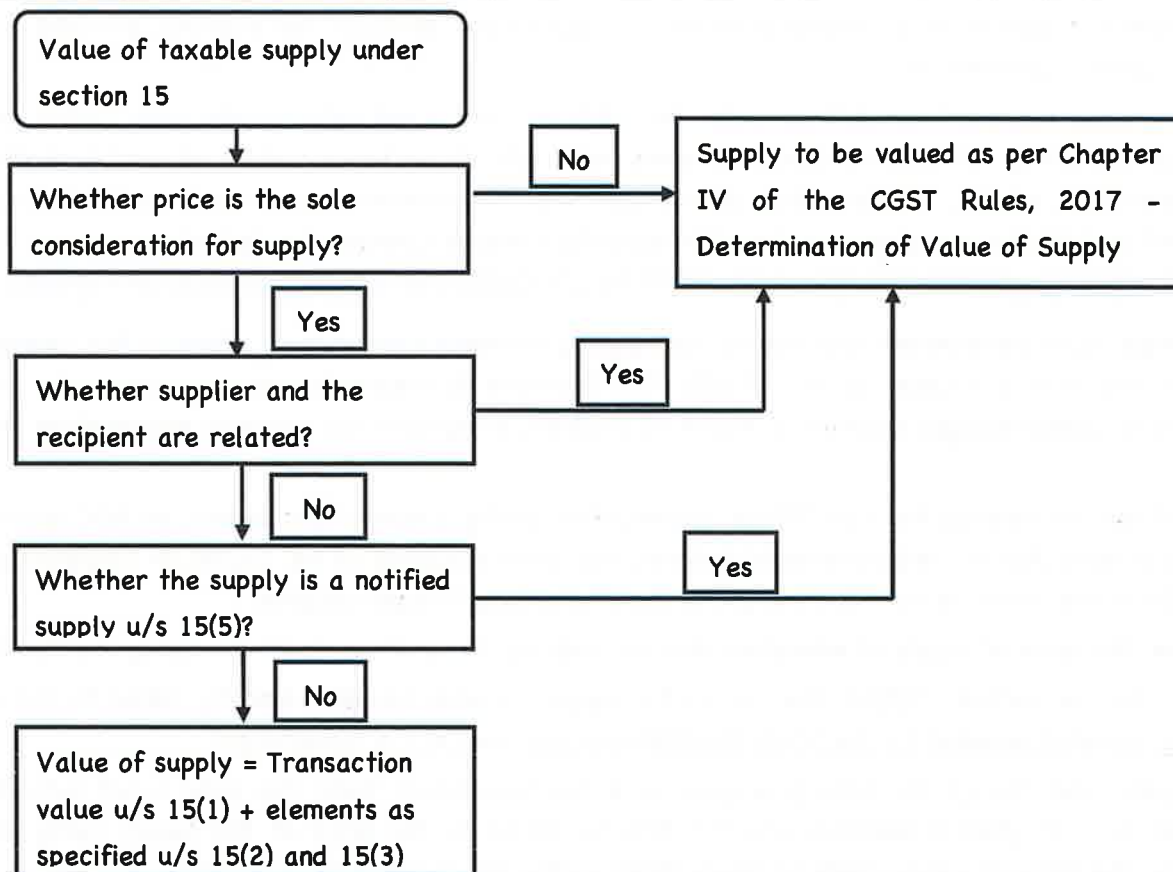 Value of taxable supply under
section 15
No
Supply to be valued as per Chapter
IV of the CGST Rules, 2017 -
Determination of Value of Supply
Whether price is the sole
consideration for supply?
Yes
Whether supplier and the
recipient are related?
Yes
No
Whether the supply is a notified
supply u/s 15(5)?
Yes
No
Value of supply = Transaction
value u/s 15(1) + elements as
specified u/s 15(2) and 15(3)